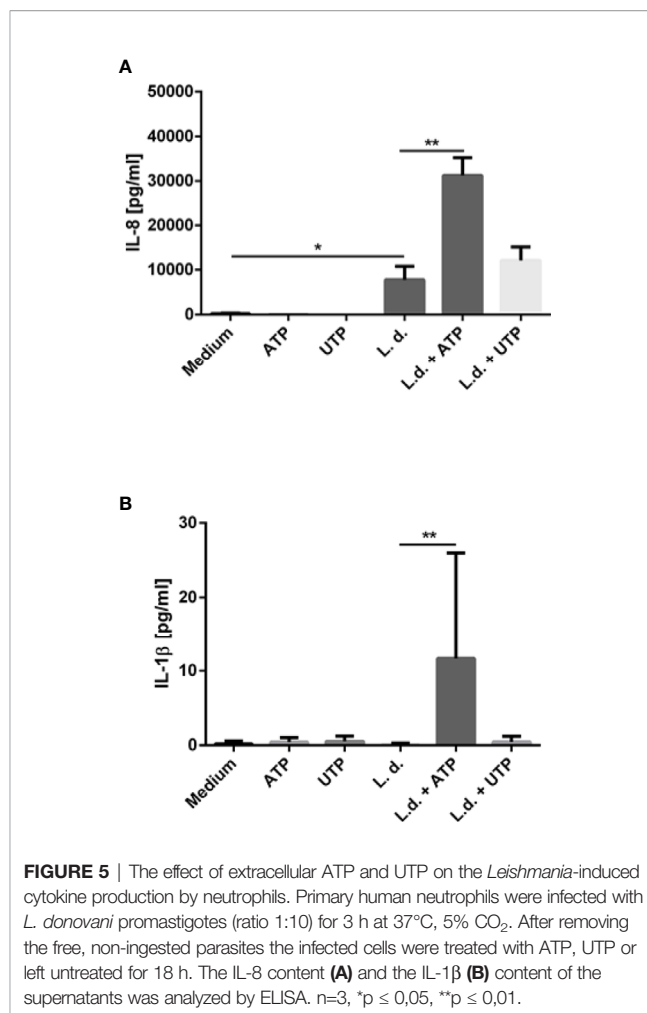 A
50000
40000
30000
20000
10000
0
IL-8 [pg/ml]
*
**
Medium
ATP
UTP
L. d.
L.d. + ATP
L.d. + UTP
B
30
20
10
0
IL-1β [pg/ml]
**
Medium
ATP
UTP
L. d.
L.d. + ATP
L.d. + UTP
FIGURE 5 | The effect of extracellular ATP and UTP on the Leishmania-induced
cytokine production by neutrophils. Primary human neutrophils were infected with
L. donovani promastigotes (ratio 1:10) for 3 h at 37°C, 5% CO₂. After removing
the free, non-ingested parasites the infected cells were treated with ATP, UTP or
left untreated for 18 h. The IL-8 content (A) and the IL-1β (B) content of the
supernatants was analyzed by ELISA. n=3, *p ≤ 0,05, **p ≤ 0,01.